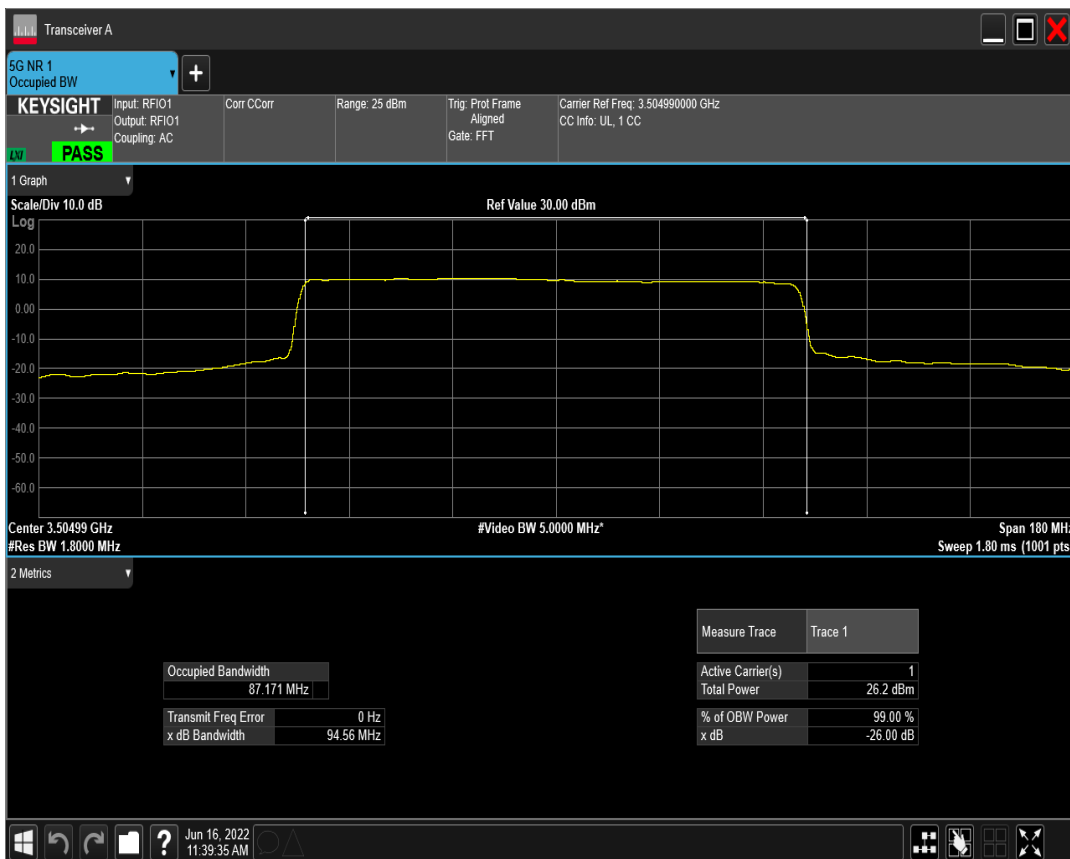 Transceiver A
5G NR 1
Occupied BW
+
KEYSIGHT
LXI
PASS
Input: RFIO1
Output: RFIO1
Coupling: AC
Corr CCorr
Range: 25 dBm
Trig: Prot Frame
Aligned
Gate: FFT
Carrier Ref Freq: 3.504990000 GHz
CC Info: UL, 1 CC
1 Graph
Scale/Div 10.0 dB
Ref Value 30.00 dBm
Log
20.0
10.0
0.00
-10.0
-20.0
-30.0
-40.0
-50.0
-60.0
Center 3.50499 GHz
#Video BW 5.0000 MHz*
Span 180 MHz
#Res BW 1.8000 MHz
Sweep 1.80 ms (1001 pts
2 Metrics
Measure Trace Trace 1
Occupied Bandwidth
87.171 MHz
Active Carrier(s) 1
Total Power 26.2 dBm
Transmit Freq Error 0 Hz
x dB Bandwidth 94.56 MHz
% of OBW Power 99.00 %
x dB -26.00 dB
?
Jun 16, 2022
11:39:35 AM